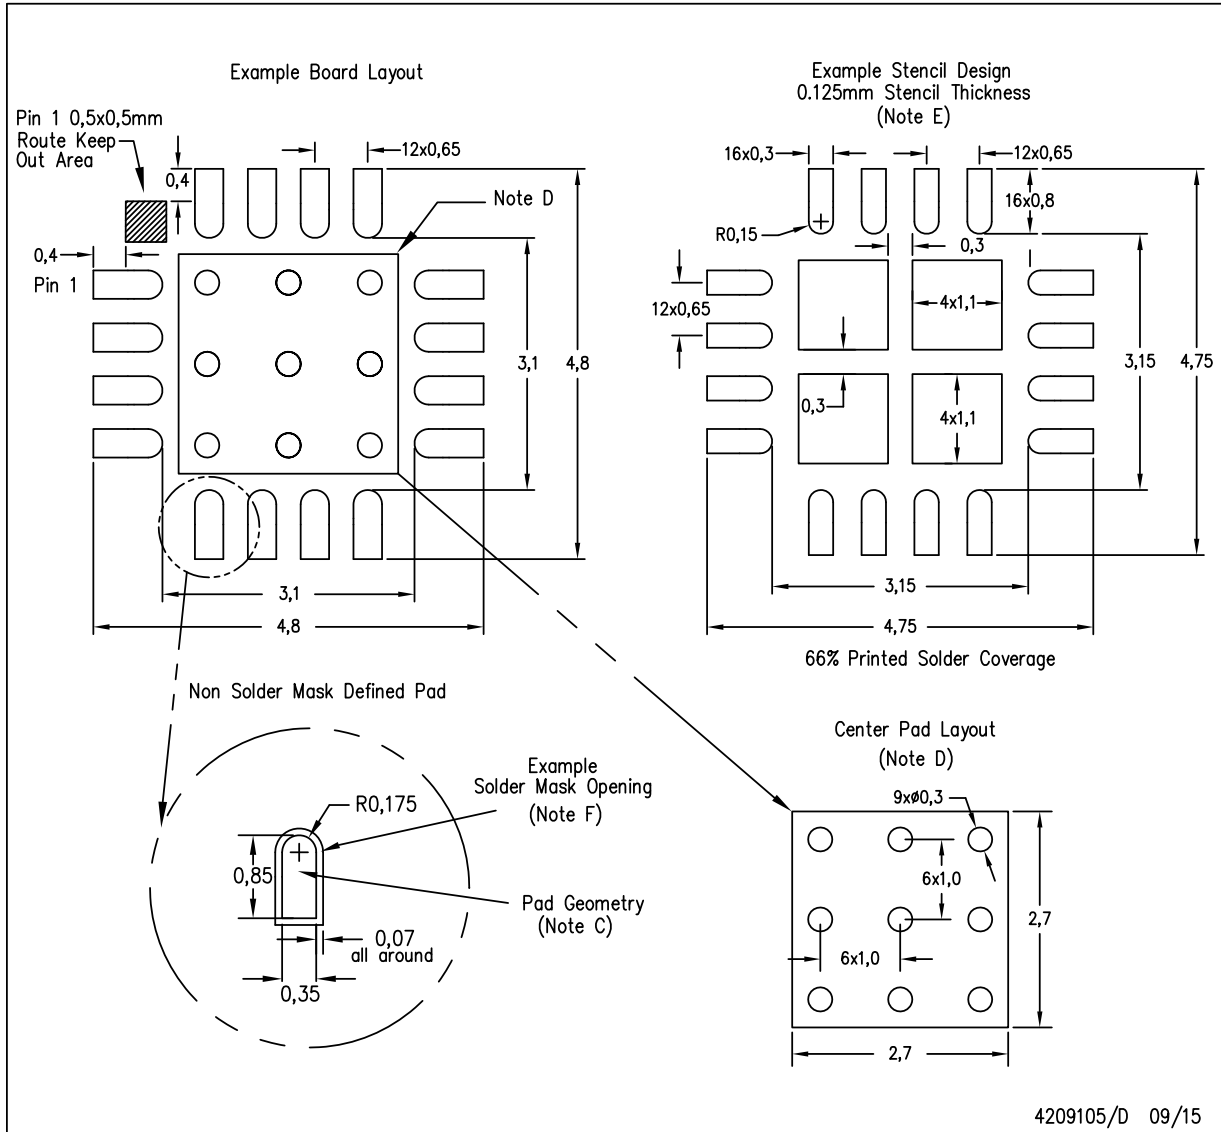 Example Board Layout
Pin 1 0,5x0,5mm
Route Keep
Out Area
0,4
12x0,65
Note D
0,4
Pin 1
3,1
4,8
3,1
4,8
Example Stencil Design
0.125mm Stencil Thickness
(Note E)
16x0,3
12x0,65
16x0,8
R0,15
0,3
12x0,65
4x1,1
3,15
4,75
0,3
4x1,1
3,15
4,75
66% Printed Solder Coverage
Non Solder Mask Defined Pad
Example
Solder Mask Opening
(Note F)
R0,175
0,85
Pad Geometry
(Note C)
0,07
all around
0,35
Center Pad Layout
(Note D)
9xø0,3
6x1,0
2,7
6x1,0
2,7
4209105/D 09/15